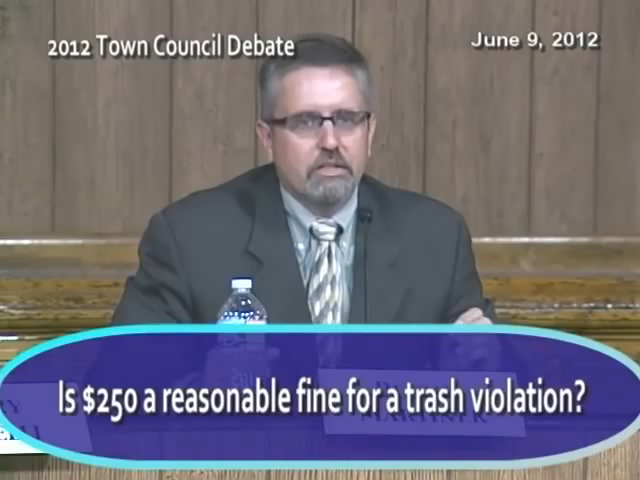 2012 Town Council Debate
June 9, 2012
Is $250 a reasonable fine for a trash violation?